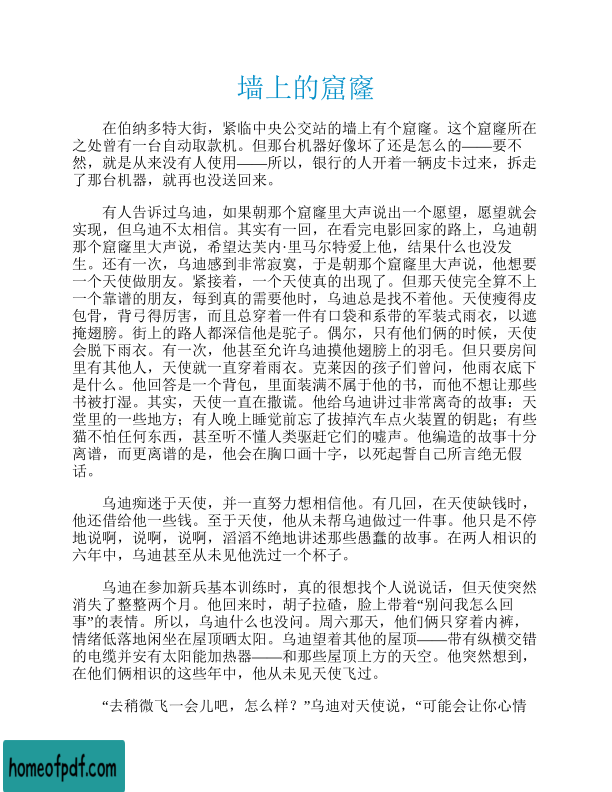 墙上的窟窿
在伯纳多特大街，紧临中央公交站的墙上有个窟窿。这个窟窿所在
之处曾有一台自动取款机。但那台机器好像坏了还是怎么的——要不
然，就是从来没有人使用——所以，银行的人开着一辆皮卡过来，拆走
了那台机器，就再也没送回来。
有人告诉过乌迪，如果朝那个窟窿里大声说出一个愿望，愿望就会
实现，但乌迪不太相信。其实有一回，在看完电影回家的路上，乌迪朝
那个窟窿里大声说，希望达芙内·里马尔特爱上他，结果什么也没发
生。还有一次，乌迪感到非常寂寞，于是朝那个窟窿里大声说，他想要
一个天使做朋友。紧接着，一个天使真的出现了。但那天使完全算不上
一个靠谱的朋友，每到真的需要他时，乌迪总是找不着他。天使瘦得皮
包骨，背弓得厉害，而且总穿着一件有口袋和系带的军装式雨衣，以遮
掩翅膀。街上的路人都深信他是驼子。偶尔，只有他们俩的时候，天使
会脱下雨衣。有一次，他甚至允许乌迪摸他翅膀上的羽毛。但只要房间
里有其他人，天使就一直穿着雨衣。克莱因的孩子们曾问，他雨衣底下
是什么。他回答是一个背包，里面装满不属于他的书，而他不想让那些
书被打湿。其实，天使一直在撒谎。他给乌迪讲过非常离奇的故事：天
堂里的一些地方；有人晚上睡觉前忘了拔掉汽车点火装置的钥匙；有些
猫不怕任何东西，甚至听不懂人类驱赶它们的嘘声。他编造的故事十分
离谱，而更离谱的是，他会在胸口画十字，以死起誓自己所言绝无假
话。
乌迪痴迷于天使，并一直努力想相信他。有几回，在天使缺钱时，
他还借给他一些钱。至于天使，他从未帮乌迪做过一件事。他只是不停
地说啊，说啊，说啊，滔滔不绝地讲述那些愚蠢的故事。在两人相识的
六年中，乌迪甚至从未见他洗过一个杯子。
乌迪在参加新兵基本训练时，真的很想找个人说说话，但天使突然
消失了整整两个月。他回来时，胡子拉碴，脸上带着“别问我怎么回
事”的表情。所以，乌迪什么也没问。周六那天，他们俩只穿着内裤，
情绪低落地闲坐在屋顶晒太阳。乌迪望着其他的屋顶——带有纵横交错
的电缆并安有太阳能加热器——和那些屋顶上方的天空。他突然想到，
在他们俩相识的这些年中，他从未见天使飞过。
“去稍微飞一会儿吧，怎么样？”乌迪对天使说，“可能会让你心情
homeofpdf.com